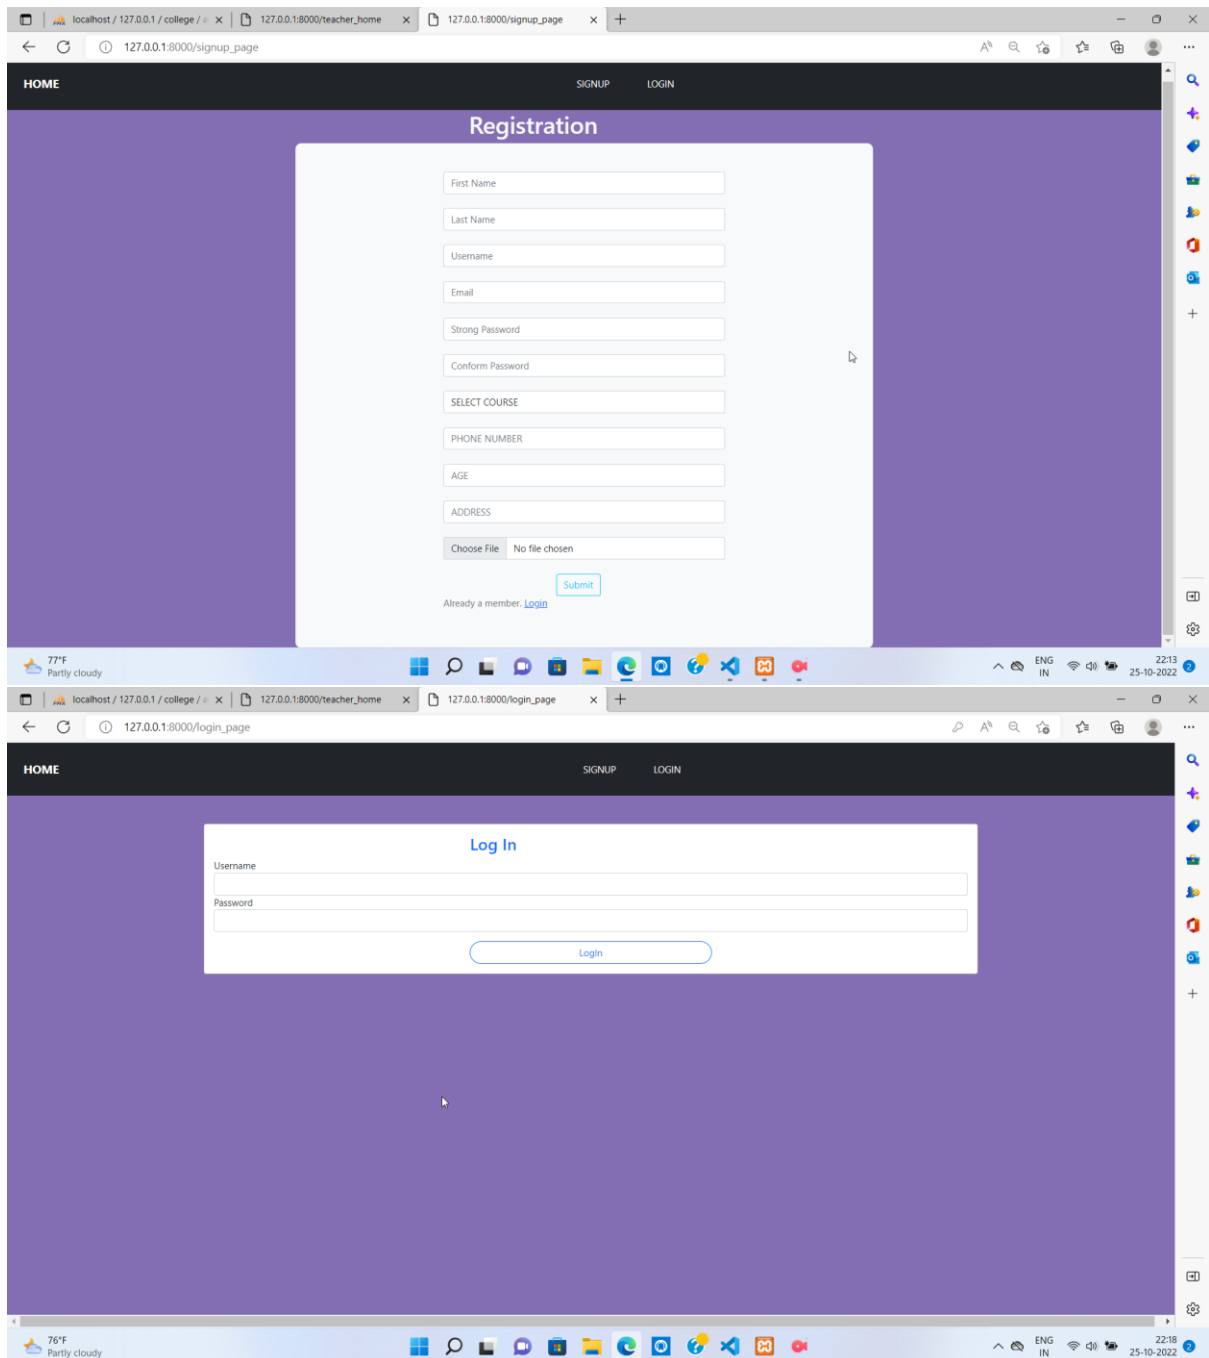 localhost / 127.0.0.1 / college / a
127.0.0.1:8000/teacher_home
127.0.0.1:8000/signup_page
127.0.0.1:8000/signup_page
HOME
SIGNUP
LOGIN
Registration
First Name
Last Name
Username
Email
Strong Password
Conform Password
SELECT COURSE
PHONE NUMBER
AGE
ADDRESS
Choose File No file chosen
Submit
Already a member. Login
77°F
Partly cloudy
ENG
IN
22:13
25-10-2022
2
localhost / 127.0.0.1 / college / a
127.0.0.1:8000/teacher_home
127.0.0.1:8000/login_page
127.0.0.1:8000/login_page
HOME
SIGNUP
LOGIN
Log In
Username
Password
LogIn
76°F
Partly cloudy
ENG
IN
22:18
25-10-2022
2